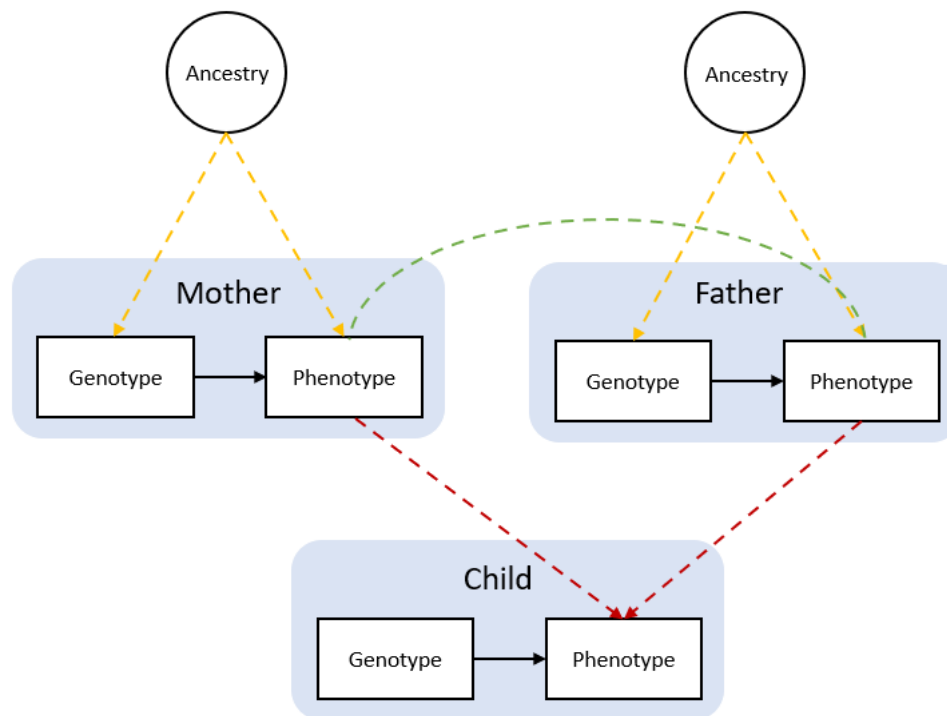 Ancestry
Ancestry
Mother
Father
Genotype
Phenotype
Genotype
Phenotype
Child
Genotype
Phenotype